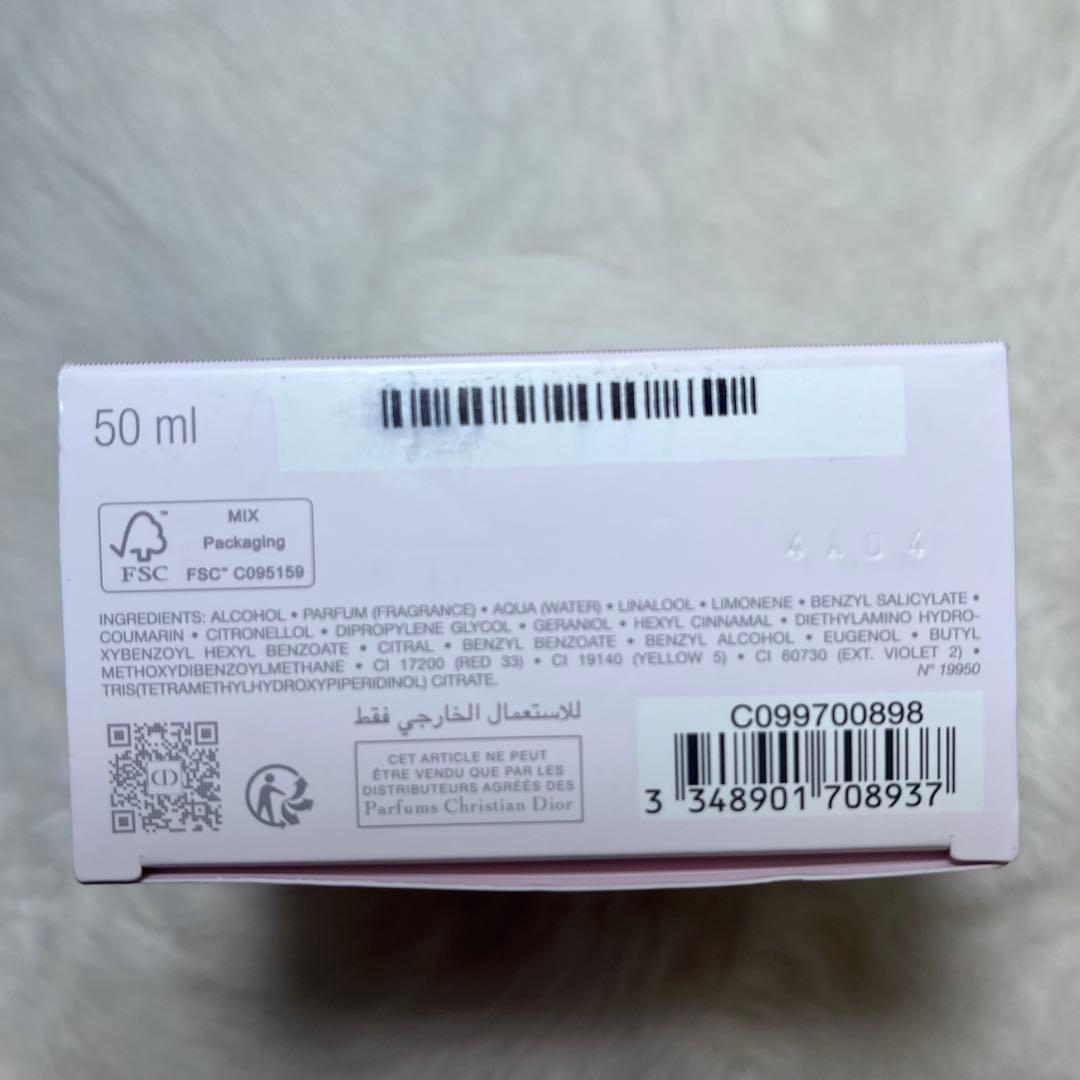 50 ml
MIX
Packaging
FSC™ C095159
FSC
4A04
INGREDIENTS: ALCOHOL • PARFUM (FRAGRANCE) • AQUA (WATER) • LINALOOL • LIMONENE • BENZYL SALICYLATE •
COUMARIN • CITRONELLOL • DIPROPYLENE GLYCOL • GERANIOL • HEXYL CINNAMAL • DIETHYLAMINO HYDRO-
XYBENZOYL HEXYL BENZOATE • CITRAL • BENZYL BENZOATE • BENZYL ALCOHOL • EUGENOL • BUTYL
METHOXYDIBENZOYLMETHANE • CI 17200 (RED 33) • CI 19140 (YELLOW 5) • CI 60730 (EXT. VIOLET 2) •
TRIS(TETRAMETHYLHYDROXYPIPERIDINOL) CITRATE.
N° 19950
للاستعمال الخارجي فقط
CET ARTICLE NE PEUT
ÊTRE VENDU QUE PAR LES
DISTRIBUTEURS AGRÉÉS DES
Parfums Christian Dior
CD
C099700898
3 348901 708937